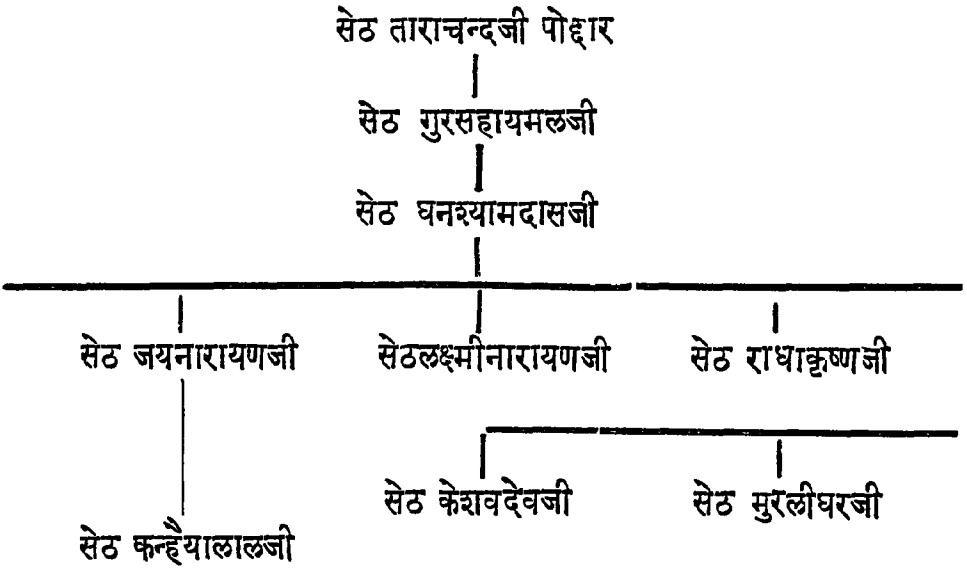 सेठ ताराचन्दजी पोद्दार
सेठ गुरसहायमलजी
सेठ घनश्यामदासजी
सेठ जयनारायणजी सेठलक्ष्मीनारायणजी सेठ राधाकृष्णजी
सेठ केशवदेवजी सेठ मुरलीधरजी
सेठ कन्हैयालालजी